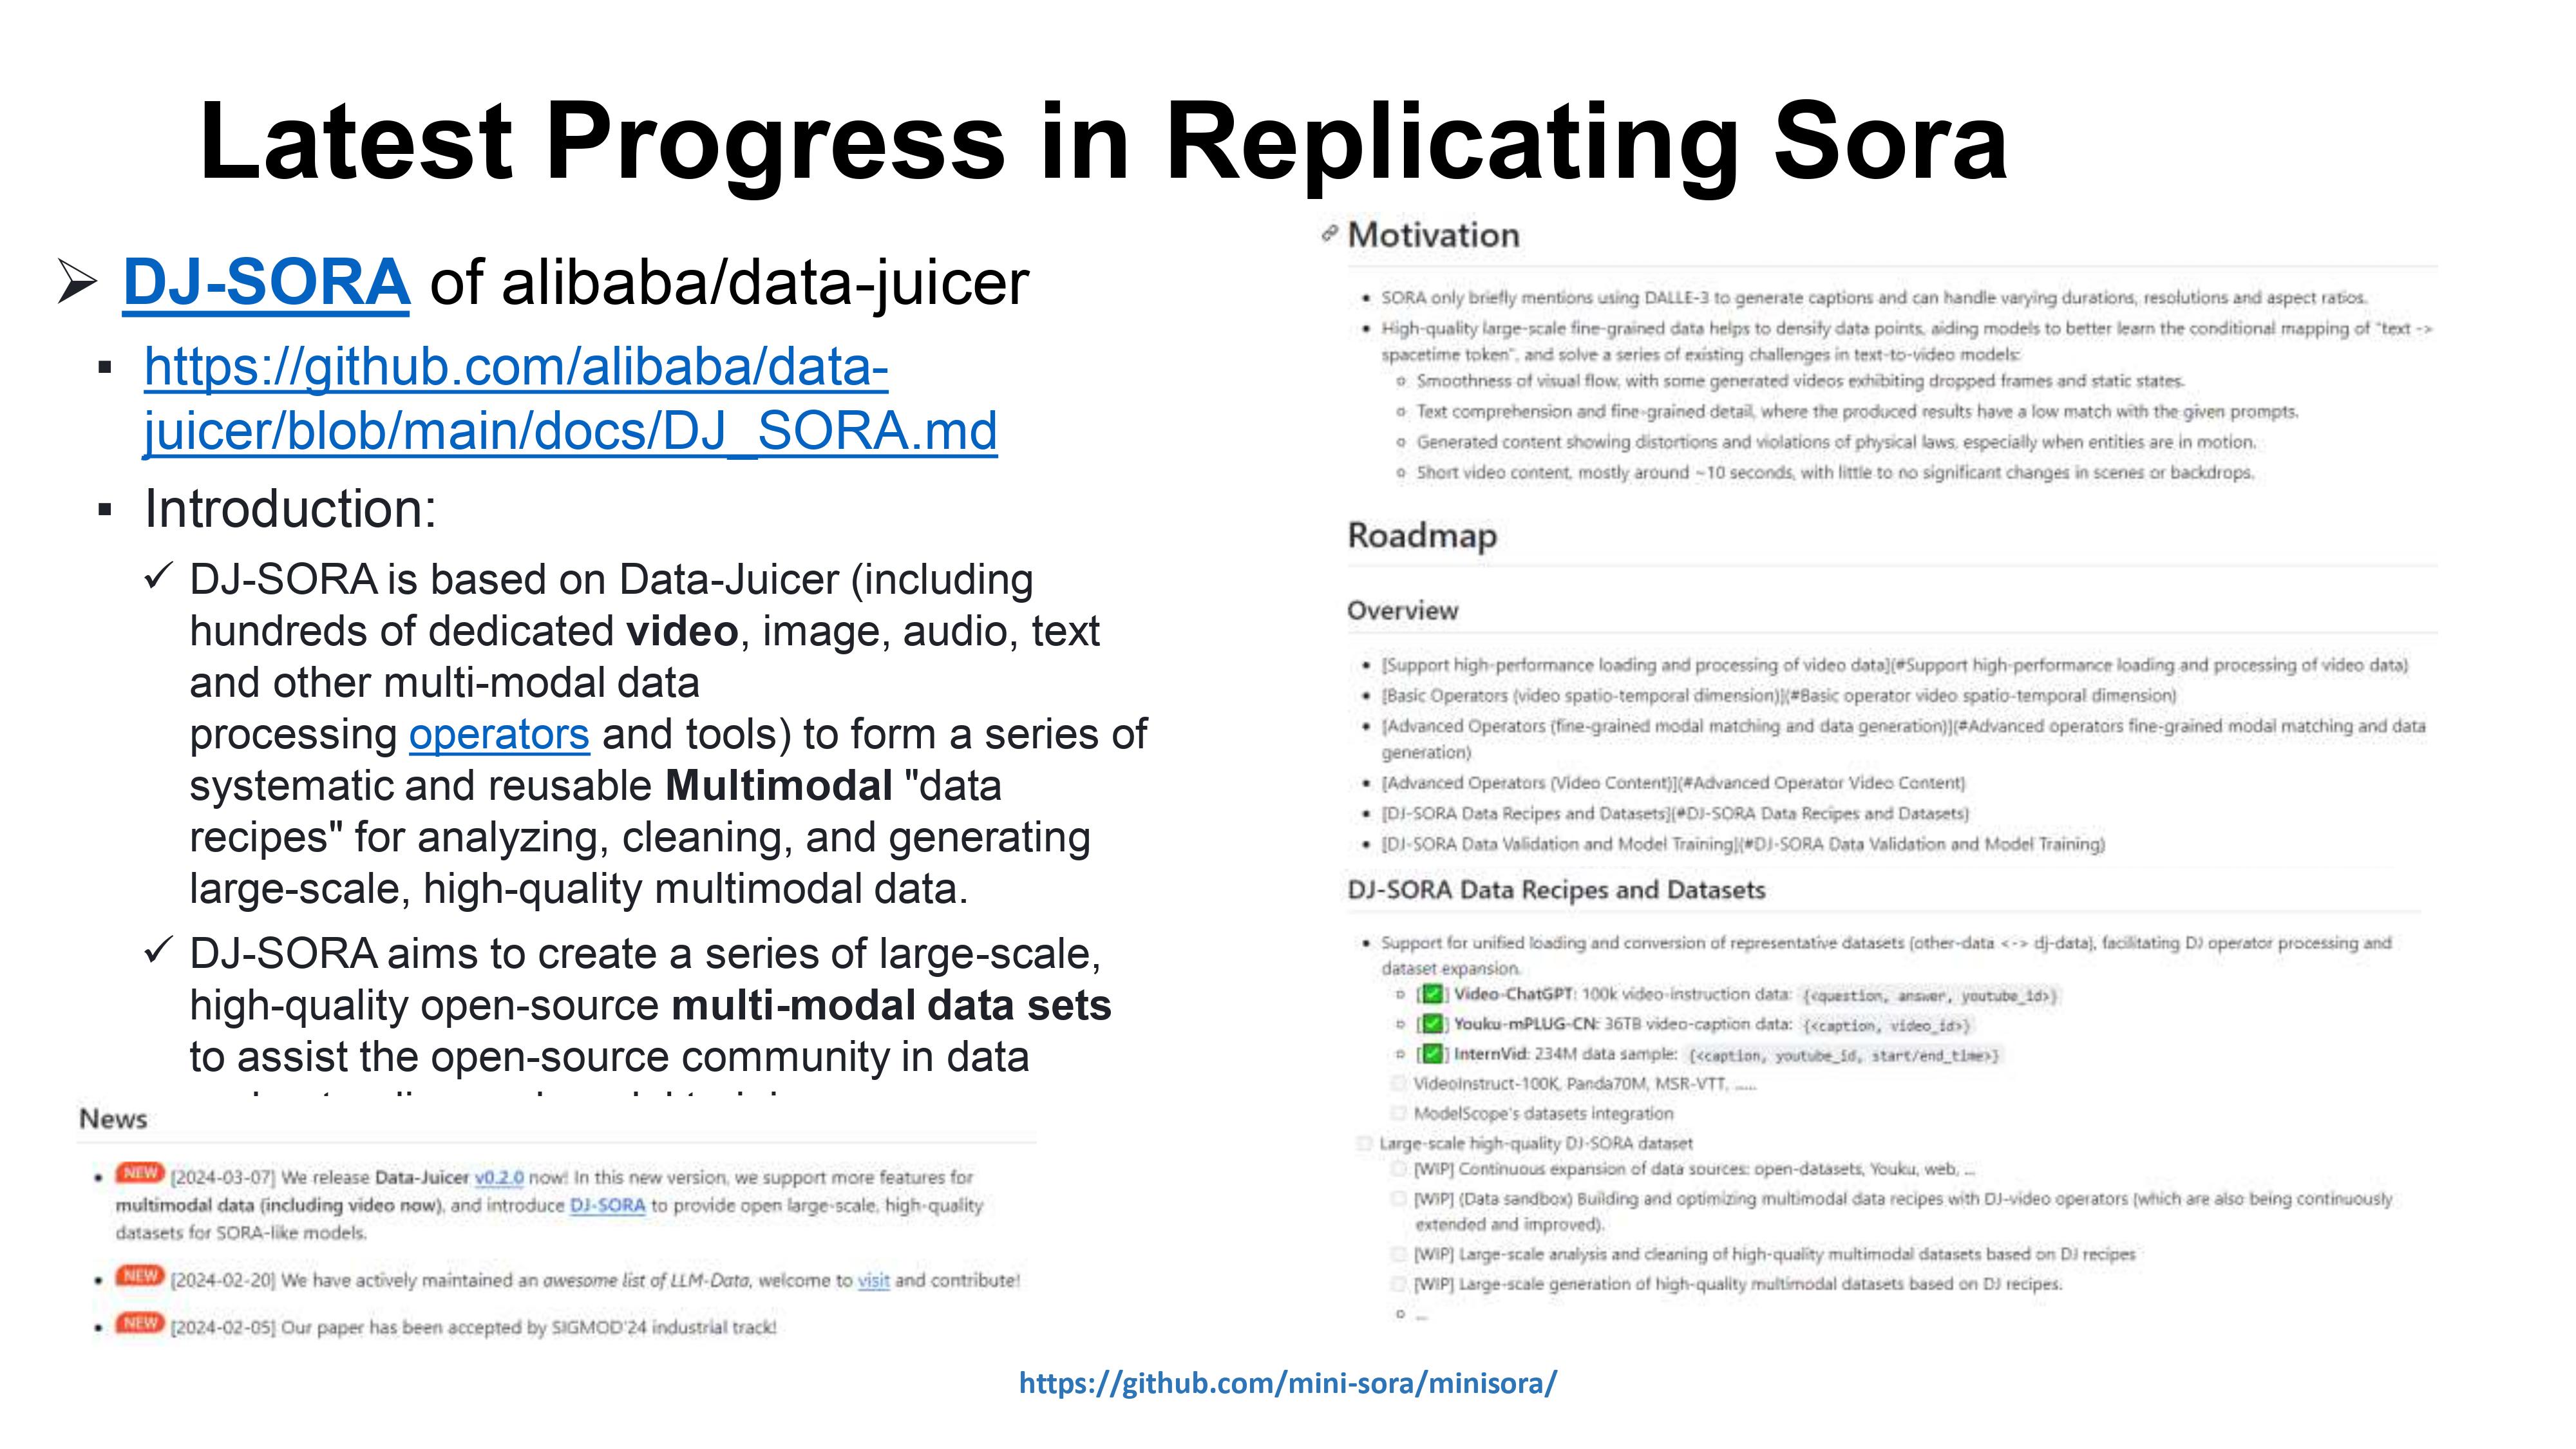 Latest Progress in Replicating Sora
DJ-SORA of alibaba/data-juicer
https://github.com/alibaba/data-
juicer/blob/main/docs/DJ_SORA.md
Introduction:
DJ-SORA is based on Data-Juicer (including
hundreds of dedicated video, image, audio, text
and other multi-modal data
processing operators and tools) to form a series of
systematic and reusable Multimodal "data
recipes" for analyzing, cleaning, and generating
large-scale, high-quality multimodal data.
DJ-SORA aims to create a series of large-scale,
high-quality open-source multi-modal data sets
to assist the open-source community in data
News
NEW [2024-03-07] We release Data-Juicer v0.2.0 now! In this new version, we support more features for
multimodal data (including video now), and introduce DJ-SORA to provide open large-scale, high-quality
datasets for SORA-like models.
NEW [2024-02-20] We have actively maintained an awesome list of LLM-Data, welcome to visit and contribute!
NEW [2024-02-05] Our paper has been accepted by SIGMOD'24 industrial track!
Motivation
SORA only briefly mentions using DALLE-3 to generate captions and can handle varying durations, resolutions and aspect ratios.
High-quality large-scale fine-grained data helps to densify data points, aiding models to better learn the conditional mapping of "text ->
spacetime token", and solve a series of existing challenges in text-to-video models:
Smoothness of visual flow, with some generated videos exhibiting dropped frames and static states.
Text comprehension and fine-grained detail, where the produced results have a low match with the given prompts.
Generated content showing distortions and violations of physical laws, especially when entities are in motion.
Short video content, mostly around ~10 seconds, with little to no significant changes in scenes or backdrops.
Roadmap
Overview
[Support high-performance loading and processing of video data](#Support high-performance loading and processing of video data)
[Basic Operators (video spatio-temporal dimension)](#Basic operator video spatio-temporal dimension)
[Advanced Operators (fine-grained modal matching and data generation)](#Advanced operators fine-grained modal matching and data
generation)
[Advanced Operators (Video Content)](#Advanced Operator Video Content)
[DJ-SORA Data Recipes and Datasets](#DJ-SORA Data Recipes and Datasets)
[DJ-SORA Data Validation and Model Training](#DJ-SORA Data Validation and Model Training)
DJ-SORA Data Recipes and Datasets
Support for unified loading and conversion of representative datasets (other-data <-> dj-data), facilitating DJ operator processing and
dataset expansion.
[✅] Video-ChatGPT: 100k video-instruction data: {<question, answer, youtube_id>}
[✅] Youku-mPLUG-CN: 36TB video-caption data: {<caption, video_id>}
[✅] InternVid: 234M data sample: {<caption, youtube_id, start/end_time>}
VideoInstruct-100K, Panda70M, MSR-VTT, ......
ModelScope's datasets integration
Large-scale high-quality DJ-SORA dataset
[WIP] Continuous expansion of data sources: open-datasets, Youku, web, ...
[WIP] (Data sandbox) Building and optimizing multimodal data recipes with DJ-video operators (which are also being continuously
extended and improved).
[WIP] Large-scale analysis and cleaning of high-quality multimodal datasets based on DJ recipes
[WIP] Large-scale generation of high-quality multimodal datasets based on DJ recipes.
...
https://github.com/mini-sora/minisora/